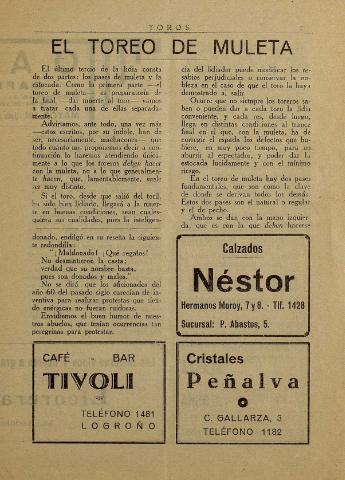 TOROS
EL TOREO DE MULETA
El último tercio de la lidia consta
de dos partes: los pases de muleta y la
estocada. Como la primera parte — el
toreo de muleta — es preparatoria de
la final —dar muerte al toro— vamos
a tratar cada una de ellas separada-
mente.
Advirtamos, ante todo, una vez más
—estos escritos, por su índole, han de
ser, necesariamente, machacones— que
todo cuanto nos proponemos decir a con-
tinuación lo haremos atendiendo única-
mente a lo que los toreros deben hacer
con la muleta, no a lo que generalmen-
te hacen, que, lamentablemente, suele
ser muy distinto.
Si el toro, desde que salió del toril,
ha sido bien lidiado, llegará a la muer-
te en buenas condiciones, sean cuales-
quiera sus cualidades, pues la inteligen-
donado, endilgó en su reseña la siguien-
te redondilla:
"¡Maldonado! ¡Qué regalos!
No desmintieron la casta;
verdad que su nombre basta,
pues son donados y malos."
No se dirá que los aficionados del
año 60 del pasado siglo carecían de in-
ventiva para realizar protestas que sien-
do enérgicas no fueran ruidosas.
Envidiemos el buen humor de nues-
tros abuelos, que tenían ocurrencias tan
peregrinas para protestar.
cia del lidiador puede modificar los re-
sabios perjudiciales o conservar la no-
bleza en el caso de que el toro la haya
demostrado al salir.
Ocurre que no siempre los toreros sa-
ben o pueden dar a cada toro la lidia
conveniente, y cada res, desde luego,
llega en distintas condiciones al trance
final en el que, con la muleta, ha de
corregir el espada los defectos que hu-
biere, en muy poco tiempo, para no
aburrir al espectador, y poder dar la
estocada lucidamente y con el mínimo
riesgo.
En el toreo de muleta hay dos pases
fundamentales, que son como la clave
de donde se derivan todos los demás.
Estos dos pases son el natural o regular
y el de pecho.
Ambos se dan con la mano izquier-
da, que es con la que deben hacerse
Calzados
Néstor
Hermanos Moroy, 7 y 8. - Tlf. 1428
Sucursal: P. Abastos, 5.
CAFÉ BAR
TIVOLI
TELÉFONO 1461
LOGROÑO
Cristales
Peñalva
C. GALLARZA, 3
TELÉFONO 1182